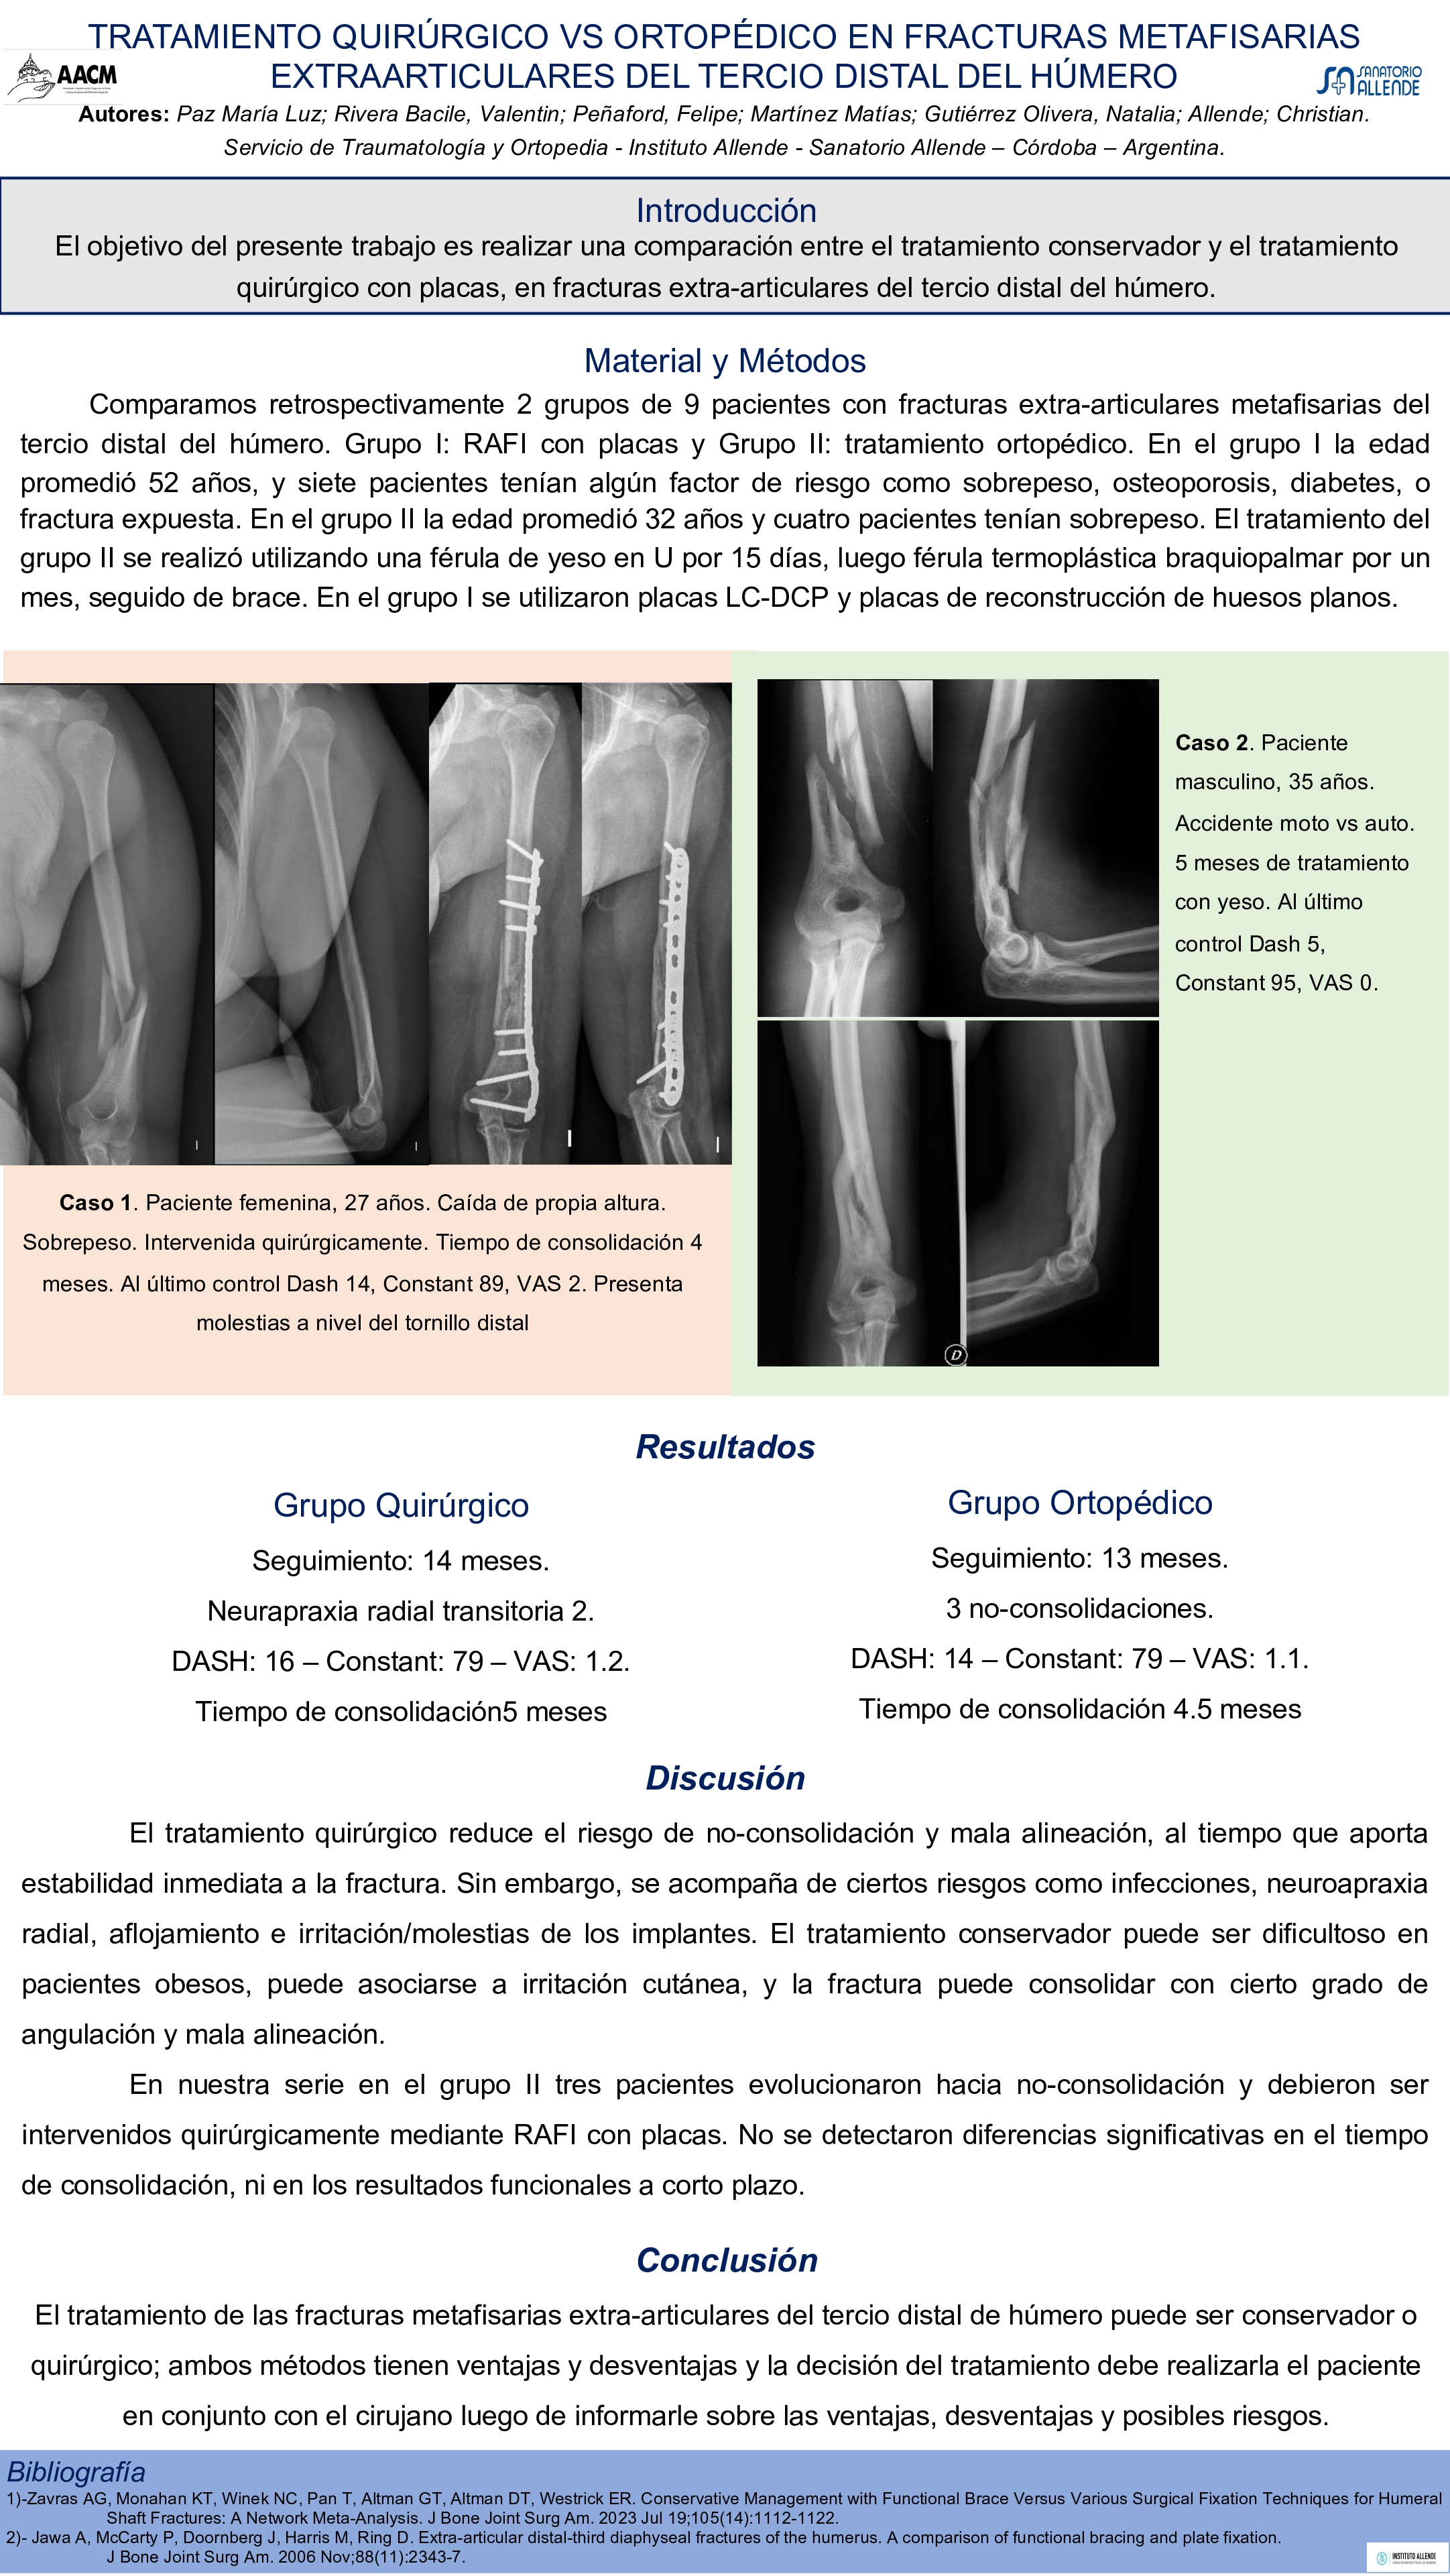 TRATAMIENTO QUIRÚRGICO VS ORTOPÉDICO EN FRACTURAS METAFISARIAS
EXTRAARTICULARES DEL TERCIO DISTAL DEL HÚMERO
AACM
SANATORIO
ALLENDE
Autores: Paz María Luz; Rivera Bacile, Valentin; Peñaford, Felipe; Martínez Matías; Gutiérrez Olivera, Natalia; Allende; Christian.
Servicio de Traumatología y Ortopedia - Instituto Allende - Sanatorio Allende – Córdoba – Argentina.
Introducción
El objetivo del presente trabajo es realizar una comparación entre el tratamiento conservador y el tratamiento
quirúrgico con placas, en fracturas extra-articulares del tercio distal del húmero.
Material y Métodos
Comparamos retrospectivamente 2 grupos de 9 pacientes con fracturas extra-articulares metafisarias del
tercio distal del húmero. Grupo I: RAFI con placas y Grupo II: tratamiento ortopédico. En el grupo I la edad
promedió 52 años, y siete pacientes tenían algún factor de riesgo como sobrepeso, osteoporosis, diabetes, o
fractura expuesta. En el grupo II la edad promedió 32 años y cuatro pacientes tenían sobrepeso. El tratamiento del
grupo II se realizó utilizando una férula de yeso en U por 15 días, luego férula termoplástica braquiopalmar por un
mes, seguido de brace. En el grupo I se utilizaron placas LC-DCP y placas de reconstrucción de huesos planos.
Caso 1. Paciente femenina, 27 años. Caída de propia altura.
Sobrepeso. Intervenida quirúrgicamente. Tiempo de consolidación 4
meses. Al último control Dash 14, Constant 89, VAS 2. Presenta
molestias a nivel del tornillo distal
Caso 2. Paciente
masculino, 35 años.
Accidente moto vs auto.
5 meses de tratamiento
con yeso. Al último
control Dash 5,
Constant 95, VAS 0.
D
Resultados
Grupo Quirúrgico
Seguimiento: 14 meses.
Neurapraxia radial transitoria 2.
DASH: 16 – Constant: 79 – VAS: 1.2.
Tiempo de consolidación5 meses
Grupo Ortopédico
Seguimiento: 13 meses.
3 no-consolidaciones.
DASH: 14 – Constant: 79 – VAS: 1.1.
Tiempo de consolidación 4.5 meses
Discusión
El tratamiento quirúrgico reduce el riesgo de no-consolidación y mala alineación, al tiempo que aporta
estabilidad inmediata a la fractura. Sin embargo, se acompaña de ciertos riesgos como infecciones, neuroapraxia
radial, aflojamiento e irritación/molestias de los implantes. El tratamiento conservador puede ser dificultoso en
pacientes obesos, puede asociarse a irritación cutánea, y la fractura puede consolidar con cierto grado de
angulación y mala alineación.
En nuestra serie en el grupo II tres pacientes evolucionaron hacia no-consolidación y debieron ser
intervenidos quirúrgicamente mediante RAFI con placas. No se detectaron diferencias significativas en el tiempo
de consolidación, ni en los resultados funcionales a corto plazo.
Conclusión
El tratamiento de las fracturas metafisarias extra-articulares del tercio distal de húmero puede ser conservador o
quirúrgico; ambos métodos tienen ventajas y desventajas y la decisión del tratamiento debe realizarla el paciente
en conjunto con el cirujano luego de informarle sobre las ventajas, desventajas y posibles riesgos.
Bibliografía
1)-Zavras AG, Monahan KT, Winek NC, Pan T, Altman GT, Altman DT, Westrick ER. Conservative Management with Functional Brace Versus Various Surgical Fixation Techniques for Humeral
Shaft Fractures: A Network Meta-Analysis. J Bone Joint Surg Am. 2023 Jul 19;105(14):1112-1122.
2)- Jawa A, McCarty P, Doornberg J, Harris M, Ring D. Extra-articular distal-third diaphyseal fractures of the humerus. A comparison of functional bracing and plate fixation.
J Bone Joint Surg Am. 2006 Nov;88(11):2343-7.
INSTITUTO ALLENDE